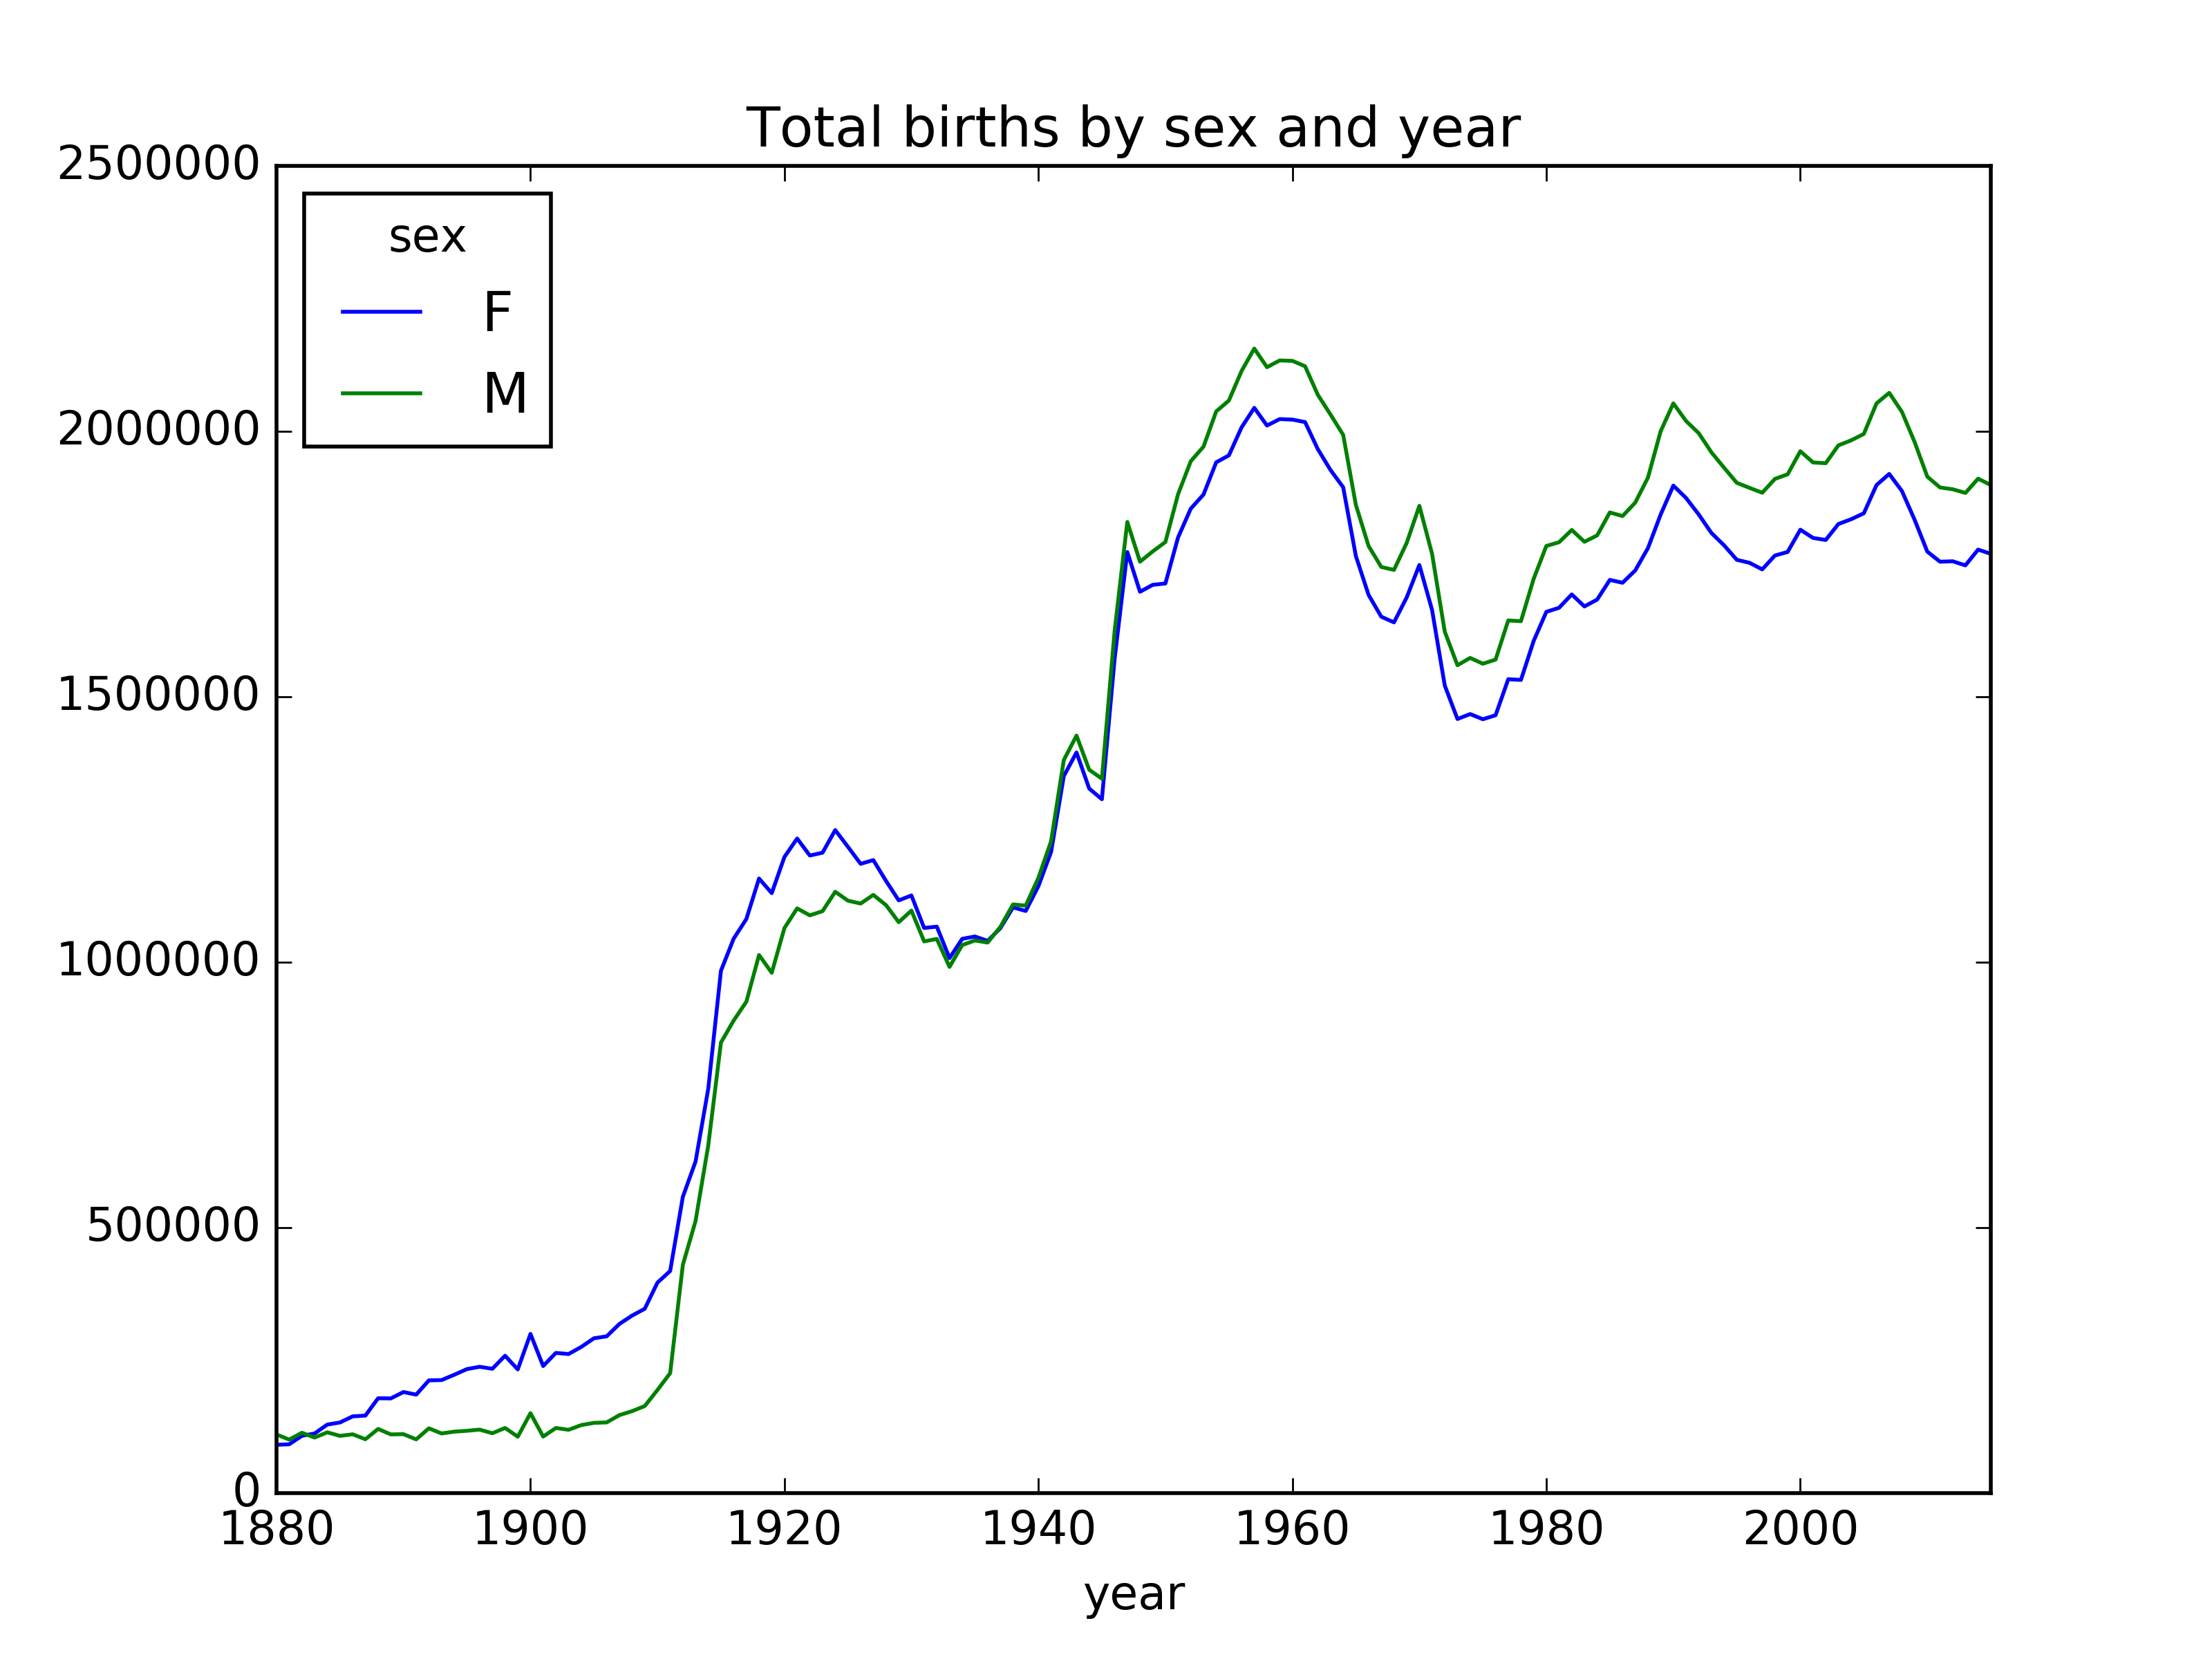 Total births by sex and year
2500000
2000000
1500000
1000000
500000
0
sex
F
M
1880 1900 1920 1940 1960 1980 2000
year